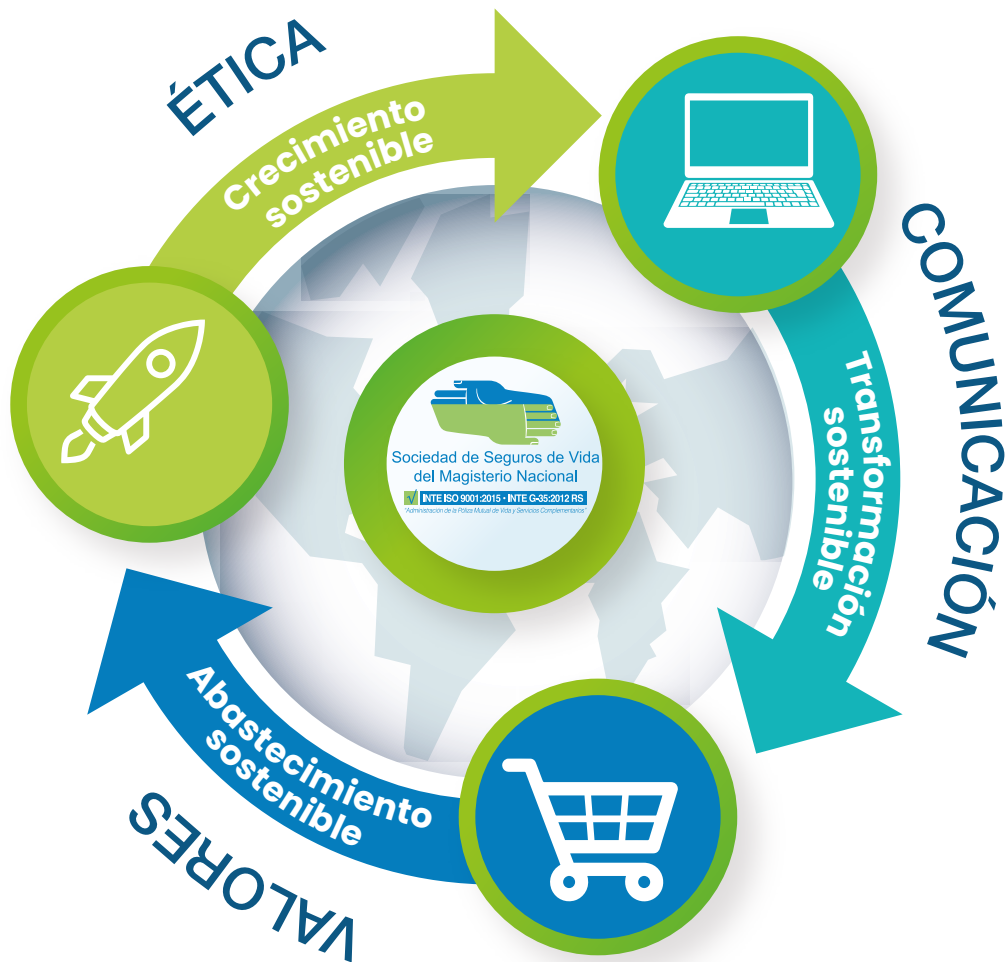 ÉTICA
Crecimiento
sostenible
COMUNICACIÓN
Transformación
sostenible
Sociedad de Seguros de Vida
del Magisterio Nacional
√ INTE ISO 9001:2015 • INTE G-35:2012 RS
"Administración de la Póliza Mutual de Vida y Servicios Complementarios"
Abastecimiento
sostenible
VALORES